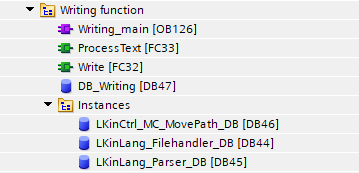 Writing function
Writing_main [OB126]
ProcessText [FC33]
Write [FC32]
DB_Writing [DB47]
Instances
LKinCtrl_MC_MovePath_DB [DB46]
LKinLang_Filehandler_DB [DB44]
LKinLang_Parser_DB [DB45]